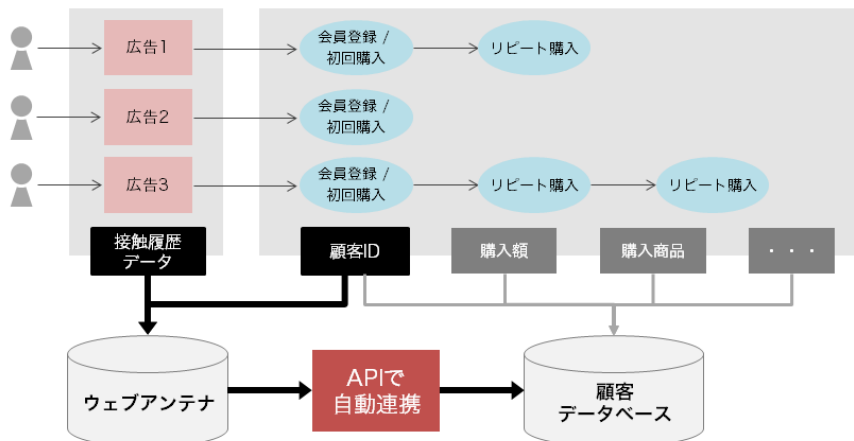 広告1
会員登録 /
初回購入
リピート購入
広告2
会員登録 /
初回購入
広告3
会員登録 /
初回購入
リピート購入
リピート購入
接触履歴
データ
顧客ID
購入額
購入商品
・・・
ウェブアンテナ
APIで
自動連携
顧客
データベース